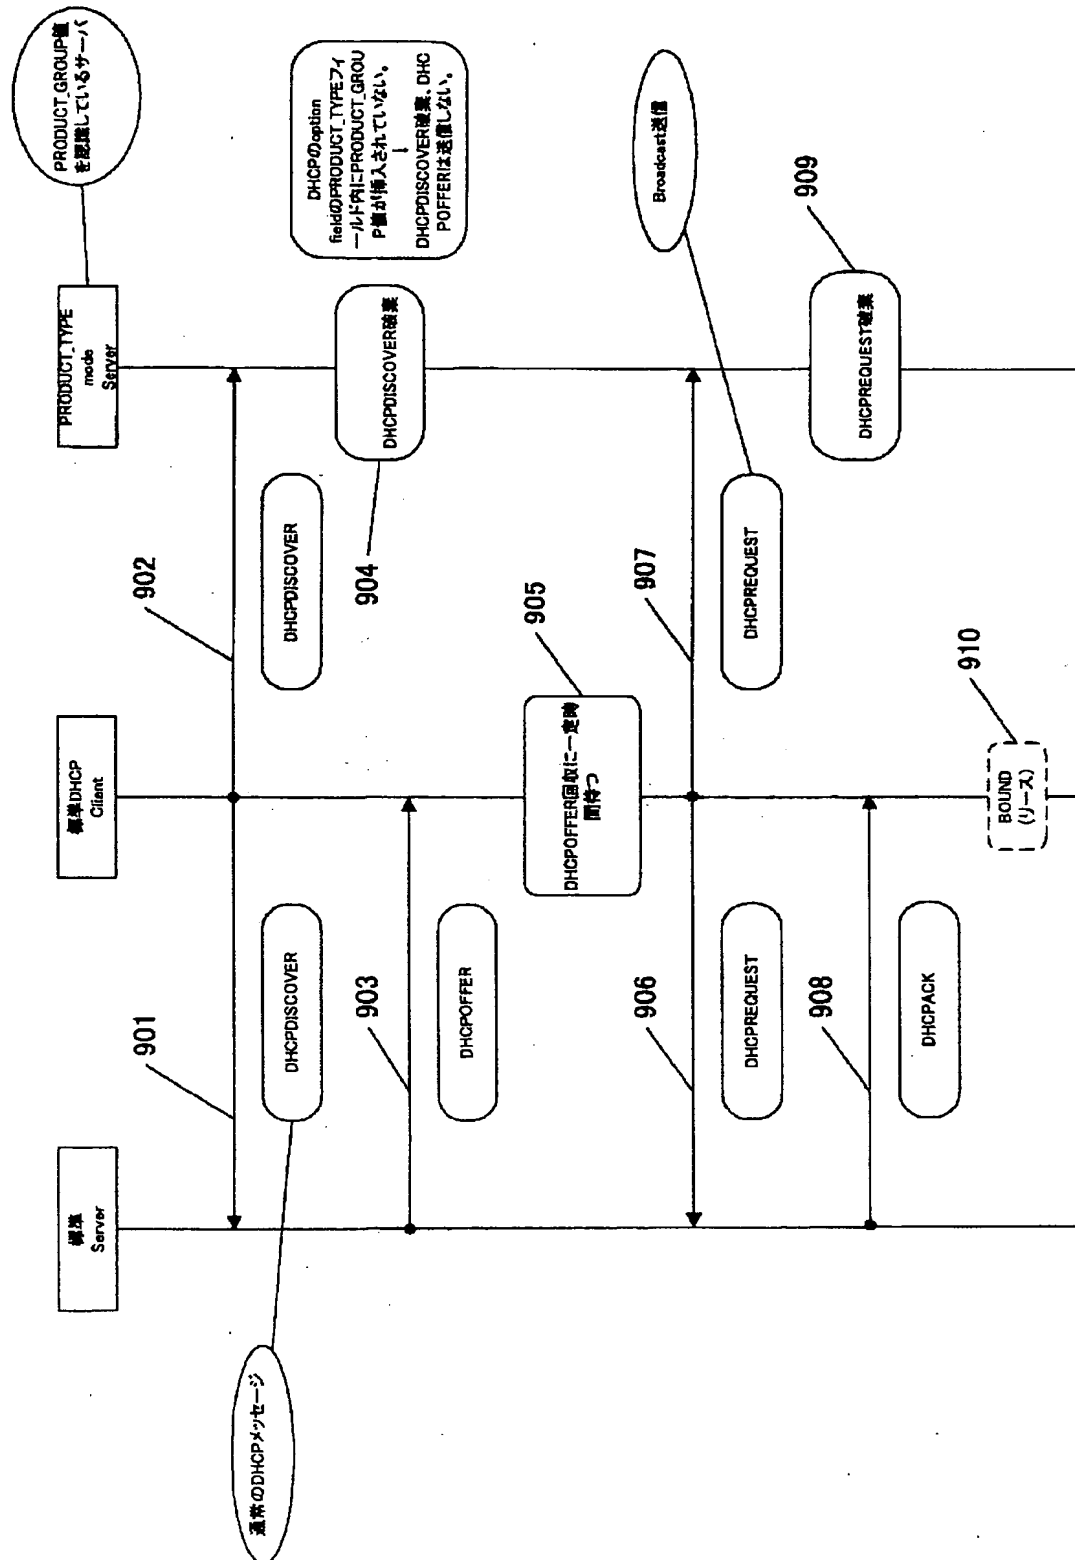 標準
Server
標準DHCP
Client
PRODUCT_TYPE
mode
Server
PRODUCT_GROUP値
を認識しているサーバ
901
902
通常のDHCPメッセージ
DHCPDISCOVER
DHCPDISCOVER
903
DHCPOFFER
904
DHCPDISCOVER破棄
DHCPのoption
fieldのPRODUCT_TYPEフィ
ールド内にPRODUCT_GROU
P値が挿入されていない。
↓
DHCPDISCOVER破棄、DHC
POFFERは送信しない。
905
DHCPOFFER回収に一定時
間待つ
906
907
DHCPREQUEST
DHCPREQUEST
Broadcast送信
908
DHCPACK
909
DHCPREQUEST破棄
910
BOUND
(リース)